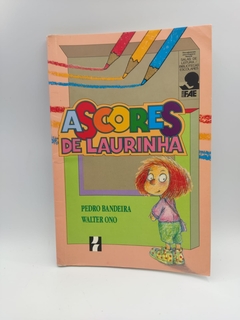 FAE
AS CORES
DE LAURINHA
PEDRO BANDEIRA
WALTER ONO